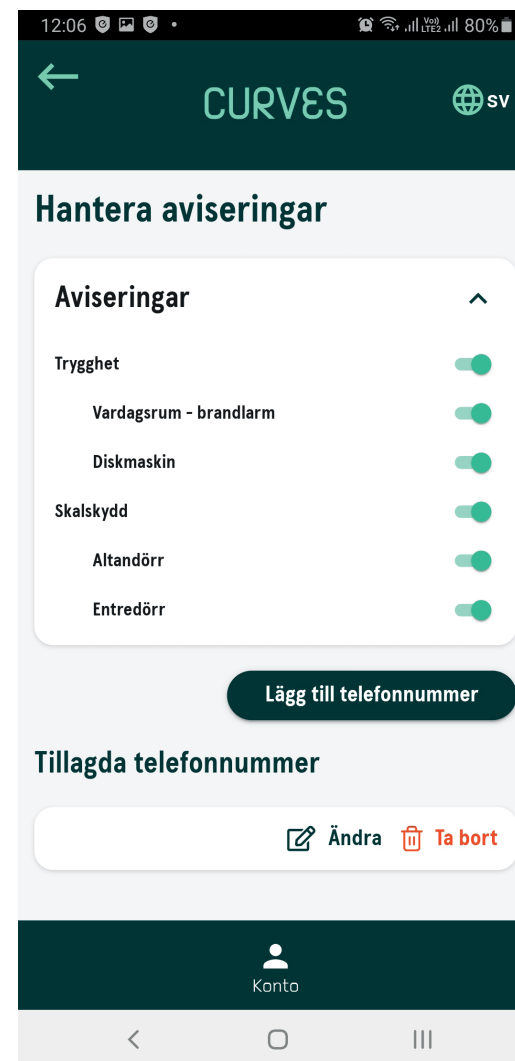 12:06 80%
CURVES
sv
Hantera aviseringar
Aviseringar
Trygghet
Vardagsrum - brandlarm
Diskmaskin
Skalskydd
Altandörr
Entredörr
Lägg till telefonnummer
Tillagda telefonnummer
Ändra Ta bort
Konto